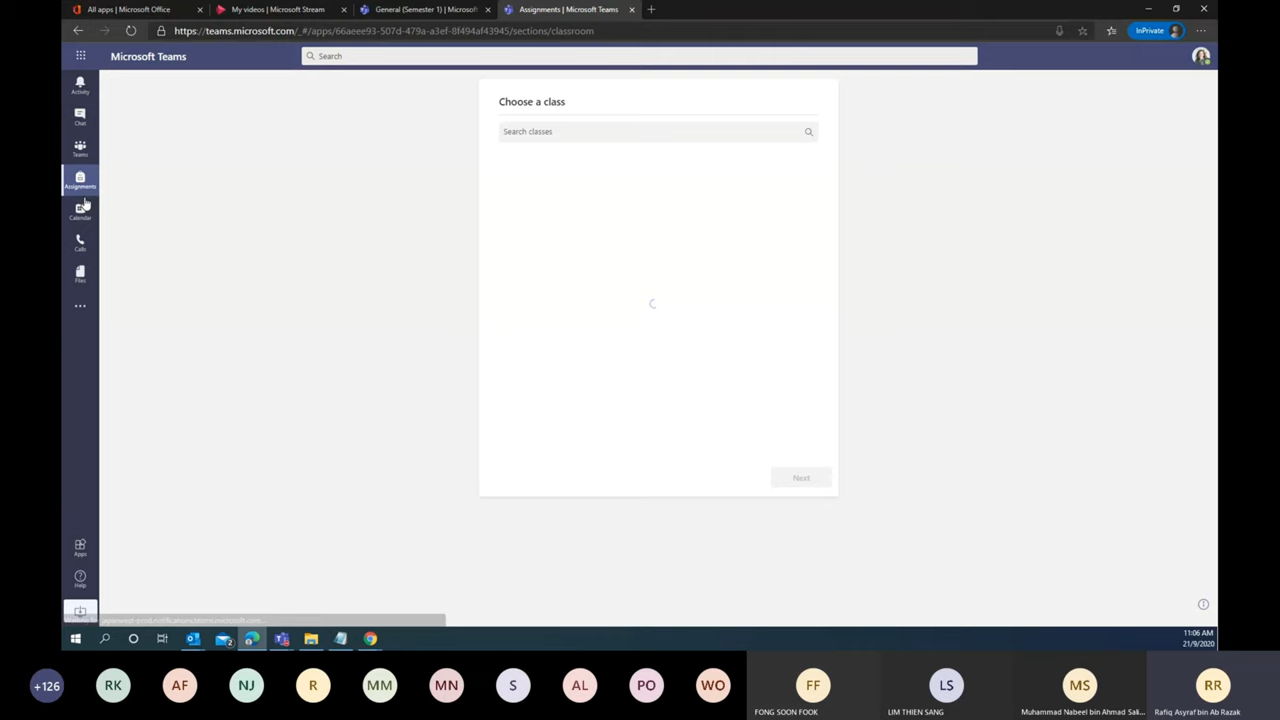 All apps | Microsoft Office
My videos | Microsoft Stream
General (Semester 1) | Microsof
Assignments | Microsoft Teams
https://teams.microsoft.com/_#/apps/66aeee93-507d-479a-a3ef-8f494af43945/sections/classroom
InPrivate
Microsoft Teams
Search
Activity
Chat
Teams
Assignments
Calendar
Calls
Files
Choose a class
Search classes
Next
Apps
Help
2
11:06 AM
21/9/2020
+126
RK
AF
NJ
R
MM
MN
S
AL
PO
WO
FF
LS
MS
RR
FONG SOON FOOK
LIM THIEN SANG
Muhammad Nabeel bin Ahmad Sali...
Rafiq Asyraf bin Ab Razak